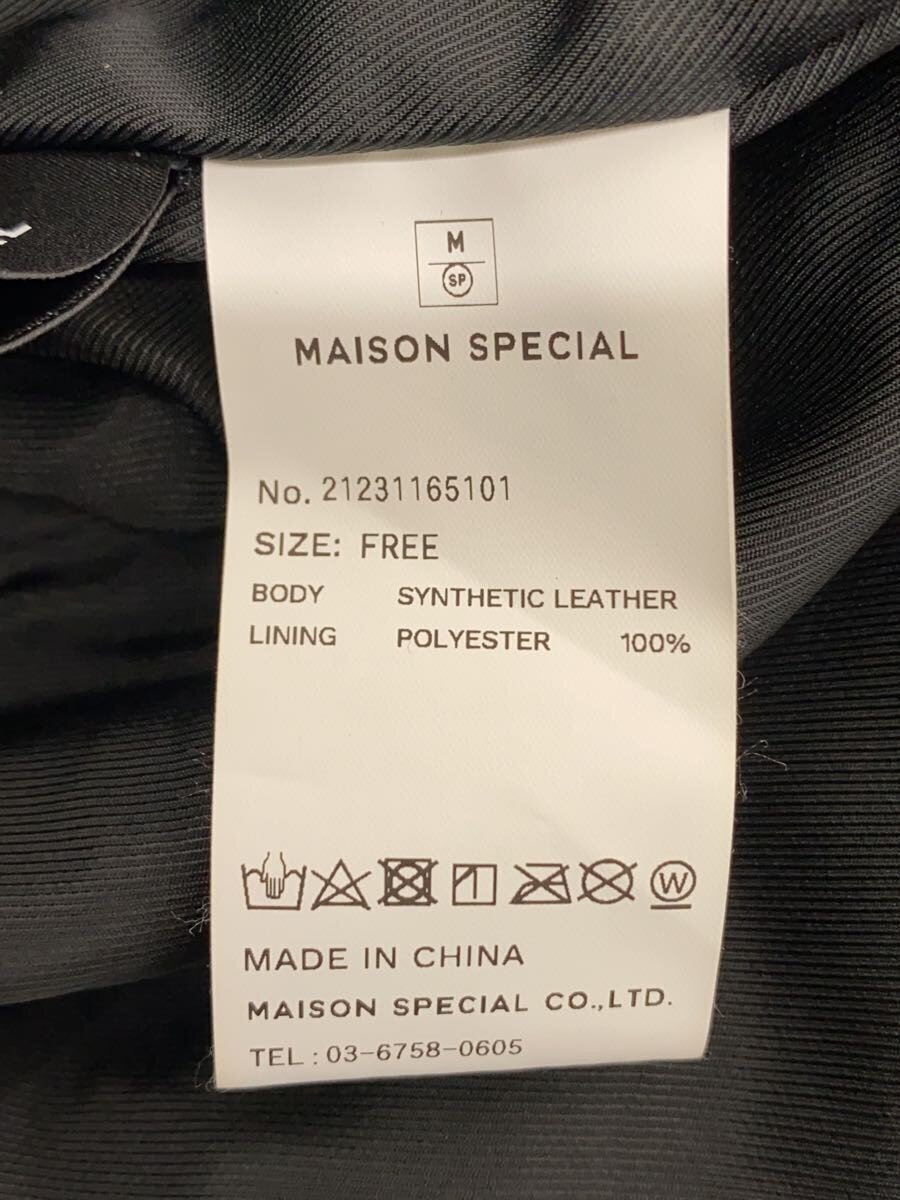 M
SP
MAISON SPECIAL
No. 21231165101
SIZE: FREE
BODY SYNTHETIC LEATHER
LINING POLYESTER 100%
W
MADE IN CHINA
MAISON SPECIAL CO.,LTD.
TEL : 03-6758-0605